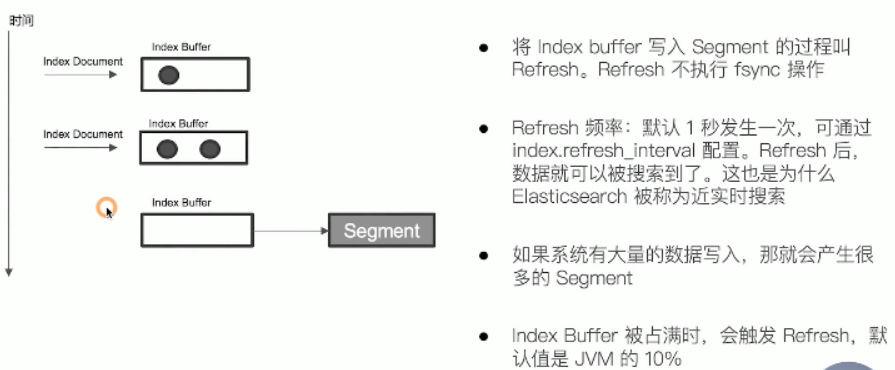 时间
Index Buffer
Index Document
Index Buffer
Index Document
Index Buffer
Segment
● 将 Index buffer 写入 Segment 的过程叫
Refresh。Refresh 不执行 fsync 操作
● Refresh 频率：默认 1 秒发生一次，可通过
index.refresh_interval 配置。Refresh 后，
数据就可以被搜索到了。这也是为什么
Elasticsearch 被称为近实时搜索
● 如果系统有大量的数据写入，那就会产生很
多的 Segment
● Index Buffer 被占满时，会触发 Refresh，默
认值是 JVM 的 10%